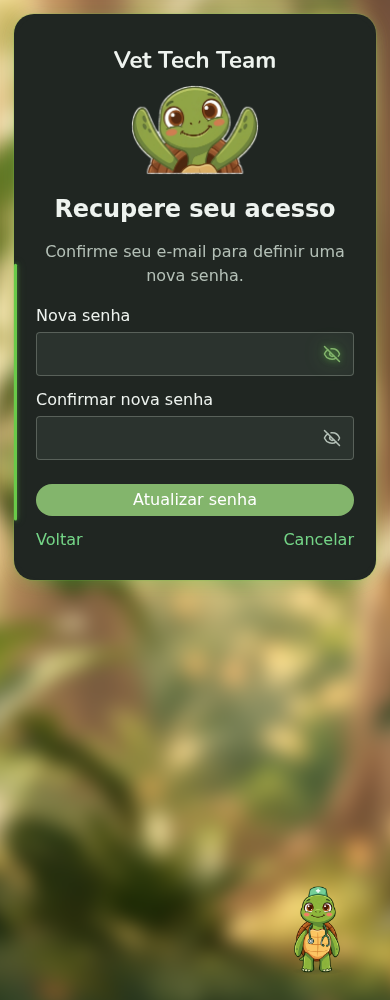 Vet Tech Team
Recupere seu acesso
Confirme seu e-mail para definir uma
nova senha.
Nova senha
Confirmar nova senha
Atualizar senha
Voltar Cancelar